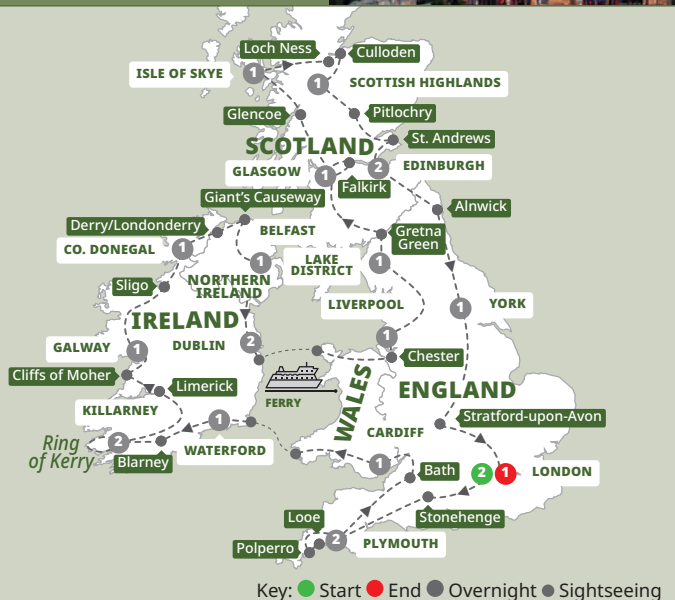 Loch Ness
Culloden
ISLE OF SKYE
1
1
SCOTTISH HIGHLANDS
Glencoe
Pitlochry
St. Andrews
SCOTLAND
GLASGOW
1
2
EDINBURGH
Falkirk
Giant's Causeway
Alnwick
Derry/Londonderry
BELFAST
Gretna
Green
CO. DONEGAL
1
1
LAKE
DISTRICT
1
Sligo
NORTHERN
IRELAND
LIVERPOOL
1
YORK
IRELAND
GALWAY
1
DUBLIN
2
1
Chester
Cliffs of Moher
Limerick
FERRY
WALES
ENGLAND
KILLARNEY
Stratford-upon-Avon
Ring
of Kerry
2
Blarney
1
WATERFORD
CARDIFF
1
Bath
2
1
LONDON
Stonehenge
Looe
Polperro
2
PLYMOUTH
Key: Start End Overnight Sightseeing